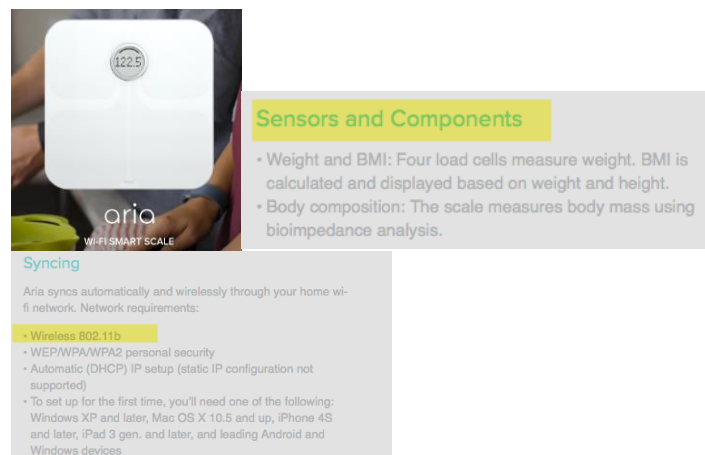 122.5
aria
WI-FI SMART SCALE
Sensors and Components
• Weight and BMI: Four load cells measure weight. BMI is
calculated and displayed based on weight and height.
• Body composition: The scale measures body mass using
bioimpedance analysis.
Syncing
Aria syncs automatically and wirelessly through your home wi-
fi network. Network requirements:
• Wireless 802.11b
• WEP/WPA/WPA2 personal security
• Automatic (DHCP) IP setup (static IP configuration not
supported)
• To set up for the first time, you'll need one of the following:
Windows XP and later, Mac OS X 10.5 and up, iPhone 4S
and later, iPad 3 gen. and later, and leading Android and
Windows devices